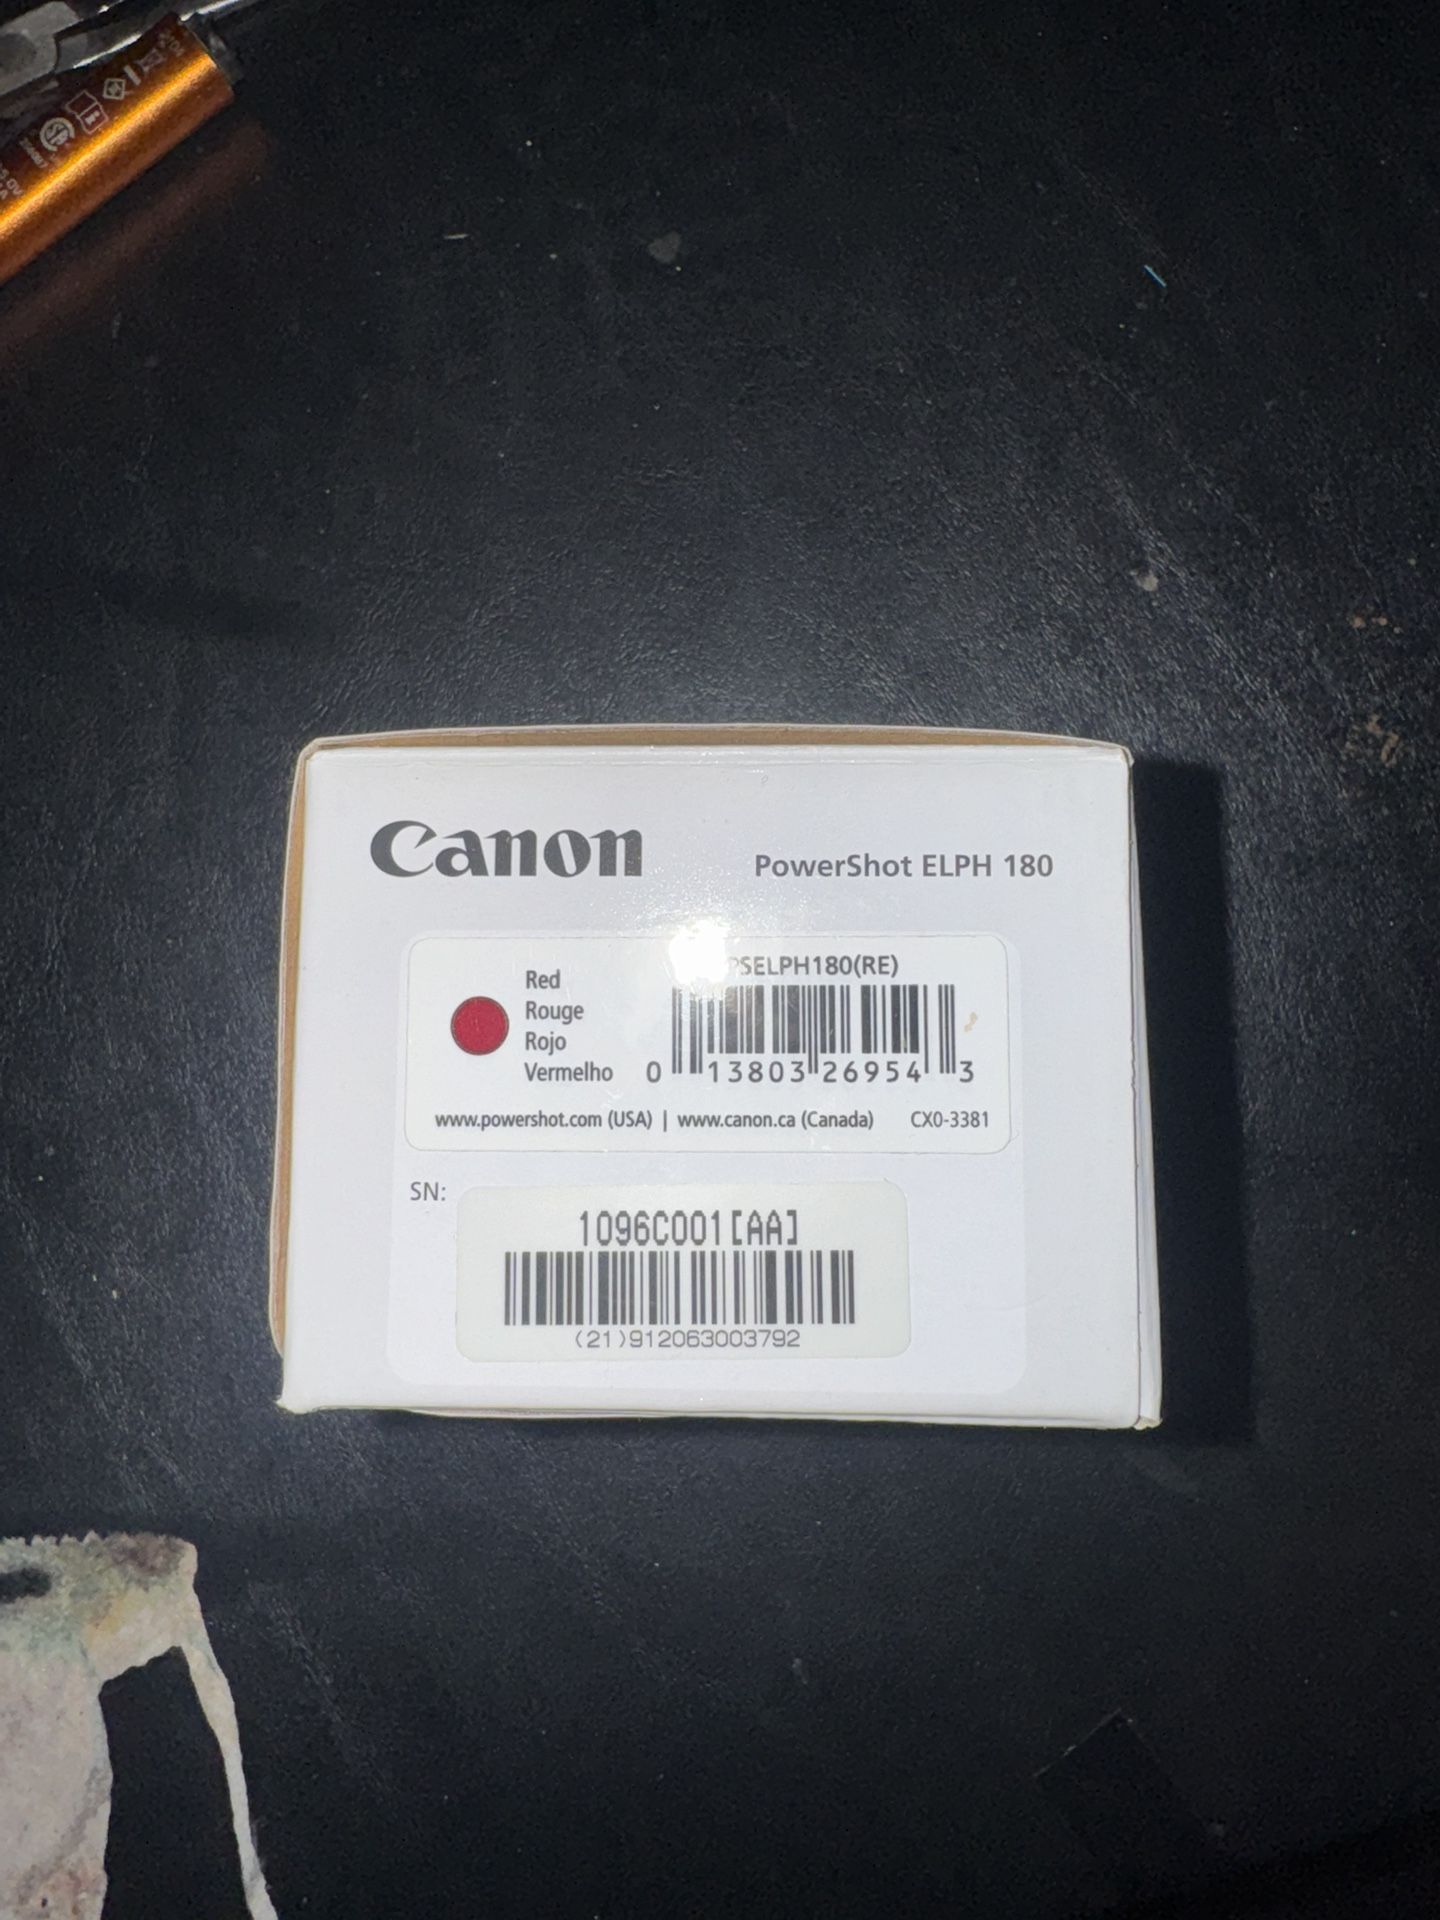 Canon
PowerShot ELPH 180
PSELPH180(RE)
Red
Rouge
Rojo
Vermelho
0 13803 26954 3
www.powershot.com (USA) | www.canon.ca (Canada) CX0-3381
SN:
1096C001[AA]
(21)912063003792